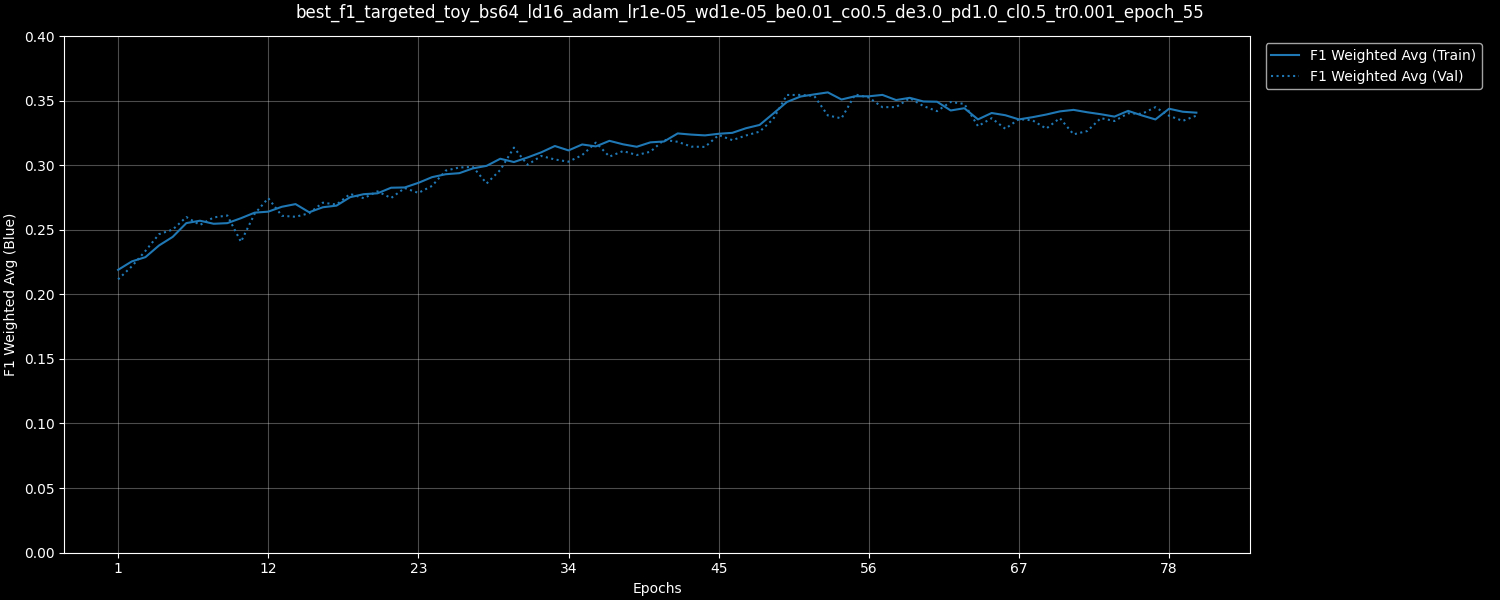 best_f1_targeted_toy_bs64_ld16_adam_lr1e-05_wd1e-05_be0.01_co0.5_de3.0_pd1.0_cl0.5_tr0.001_epoch_55
F1 Weighted Avg (Train)
F1 Weighted Avg (Val)
F1 Weighted Avg (Blue)
0.40
0.35
0.30
0.25
0.20
0.15
0.10
0.05
0.00
1 12 23 34 45 56 67 78
Epochs